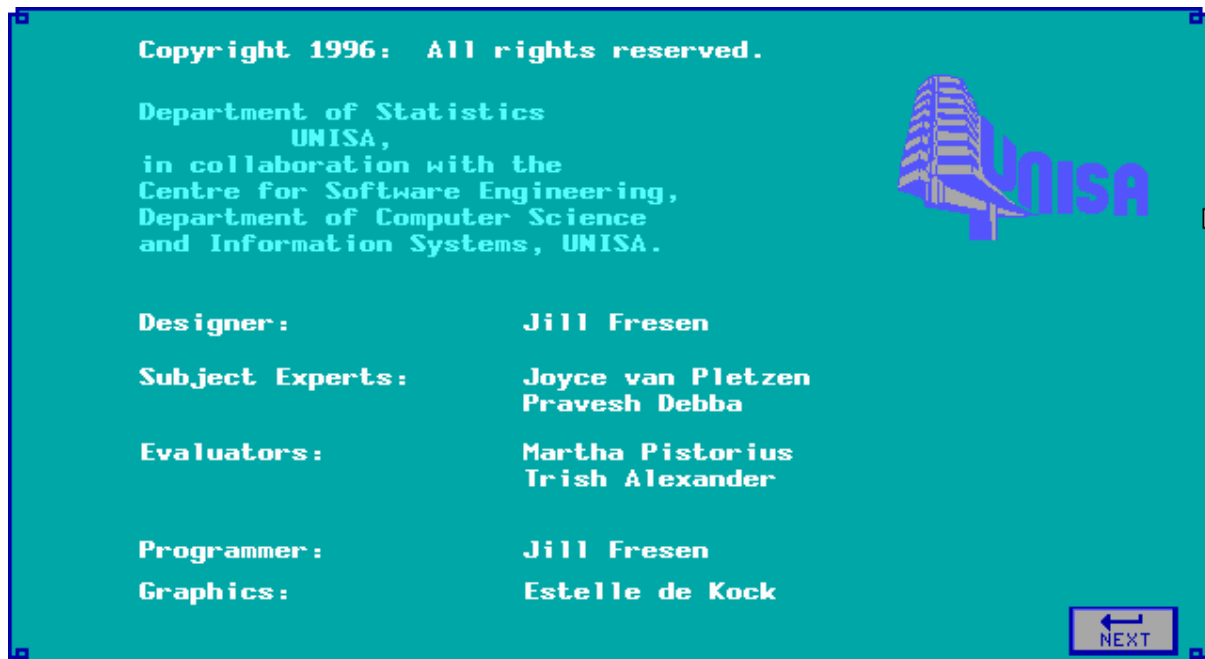 Copyright 1996: All rights reserved.
Department of Statistics
UNISA,
in collaboration with the
Centre for Software Engineering,
Department of Computer Science
and Information Systems, UNISA.
UNISA
Designer: Jill Fresen
Subject Experts: Joyce van Pletzen
Pravesh Debba
Evaluators: Martha Pistorius
Trish Alexander
Programmer: Jill Fresen
Graphics: Estelle de Kock
NEXT